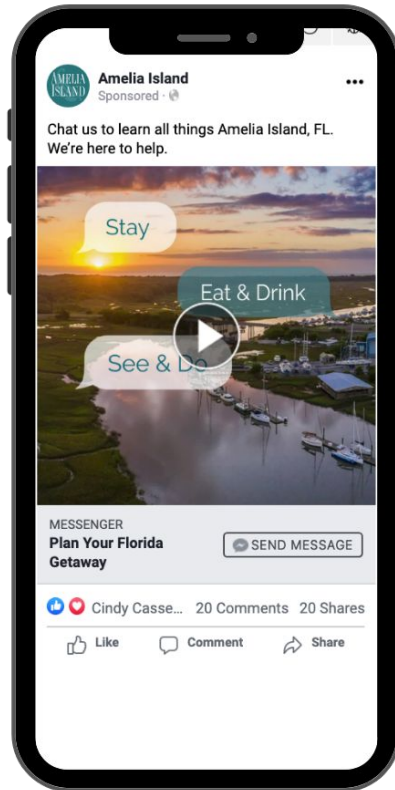 AMELIA
ISLAND
Amelia Island
Sponsored ·
Chat us to learn all things Amelia Island, FL.
We're here to help.
Stay
Eat & Drink
See & Do
MESSENGER
Plan Your Florida
Getaway
SEND MESSAGE
Cindy Casse... 20 Comments 20 Shares
Like Comment Share